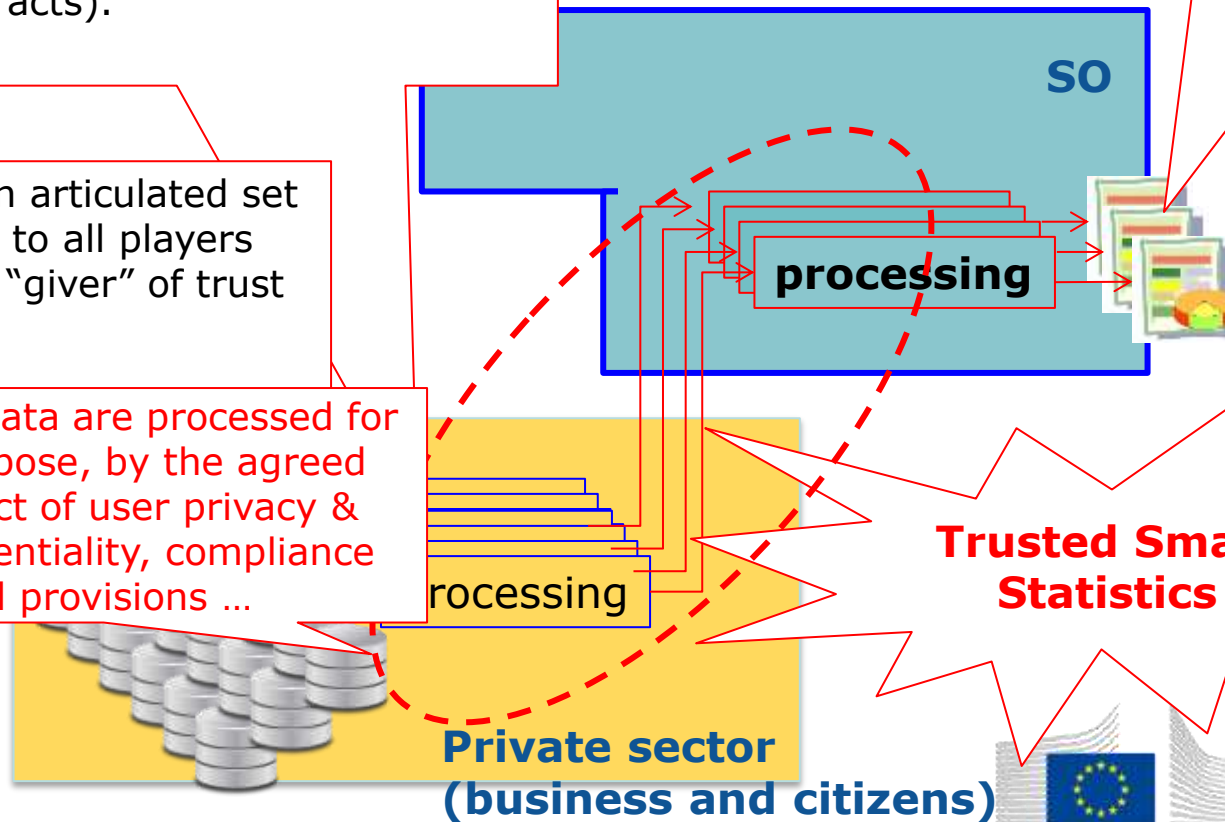 acts).
SO
n articulated set
to all players
"giver" of trust
processing
ata are processed for
pose, by the agreed
ct of user privacy &
entiality, compliance
provisions …
rocessing
Trusted Sma
Statistics
Private sector
(business and citizens)